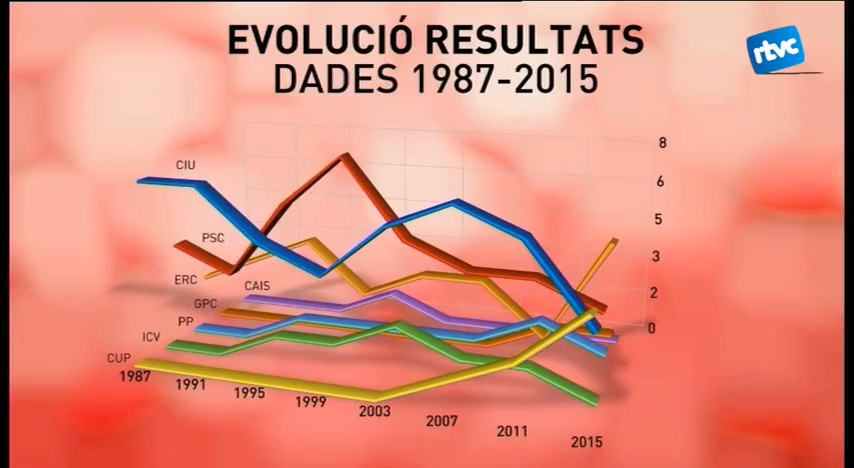 EVOLUCIÓ RESULTATS
DADES 1987-2015
rtvc
CIU
PSC
ERC
CAIS
GPC
PP
ICV
CUP
8
6
5
3
2
0
1987
1991
1995
1999
2003
2007
2011
2015